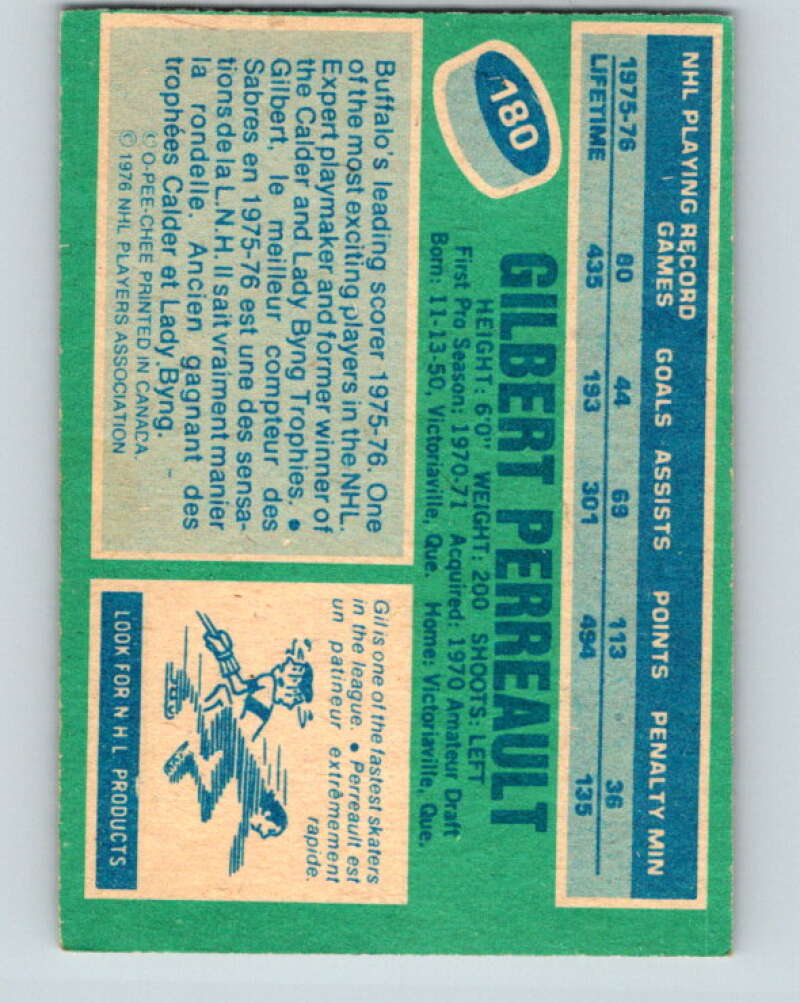 NHL PLAYING RECORD
GAMES GOALS ASSISTS POINTS PENALTY MIN
1975-76 80 44 69 113 36
LIFETIME 435 193 301 494 135
180
GILBERT PERREAULT
HEIGHT: 6'0" WEIGHT: 200 SHOOTS: LEFT
First Pro Season: 1970-71 Acquired: 1970 Amateur Draft
Born: 11-13-50, Victoriaville, Que. Home: Victoriaville, Que.
Buffalo's leading scorer 1975-76. One
of the most exciting players in the NHL.
Expert playmaker and former winner of
the Calder and Lady Byng Trophies. •
Gilbert, le meilleur compteur des
Sabres en 1975-76 est une des sensa-
tions de la L.N.H. Il sait vraiment manier
la rondelle. Ancien gagnant des
trophées Calder et Lady Byng.
© O-PEE-CHEE PRINTED IN CANADA.
© 1976 NHL PLAYERS ASSOCIATION
Gil is one of the fastest skaters
in the league. • Perreault est
un patineur extrêmement
rapide.
LOOK FOR N H L PRODUCTS